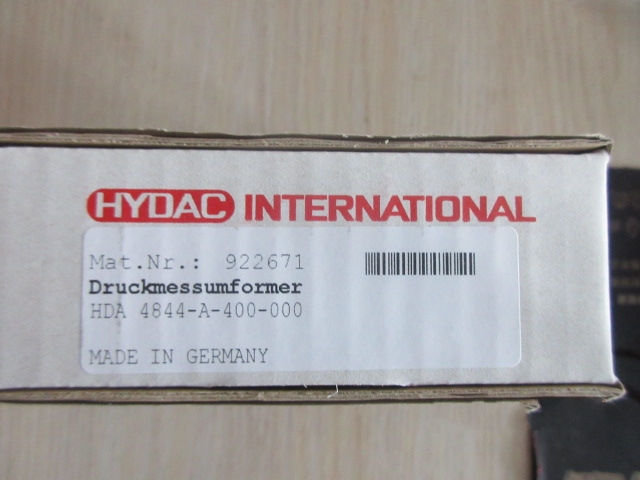 HYDAC INTERNATIONAL
Mat.Nr.: 922671
Druckmessumformer
HDA 4844-A-400-000
MADE IN GERMANY